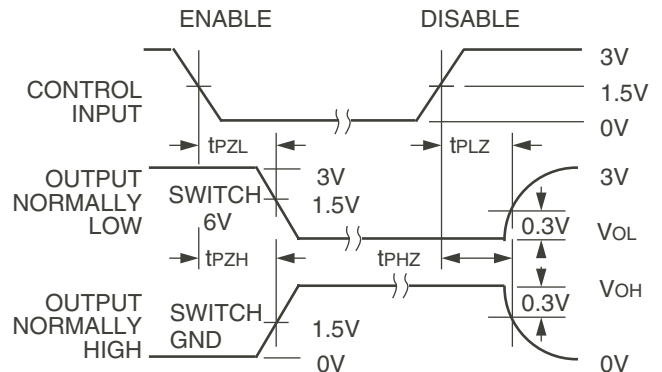 ENABLE DISABLE
3V
CONTROL
INPUT
1.5V
0V
tPZL tPLZ
OUTPUT
NORMALLY
LOW
SWITCH
6V
3V
1.5V
3V
0.3V
VOL
tPZH tPHZ
OUTPUT
NORMALLY
HIGH
SWITCH
GND
1.5V
0V
VOH
0.3V
0V